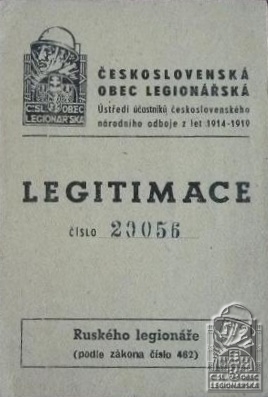 ČSL. OBEC
LEGIONÁŘSKÁ
ČESKOSLOVENSKÁ
OBEC LEGIONÁŘSKÁ
Ústředí účastníků československého
národního odboje z let 1914-1919
LEGITIMACE
ČÍSLO 29056
Ruského legionáře
(podle zákona číslo 462)
ČSL. OBEC
LEGIONÁŘSKÁ